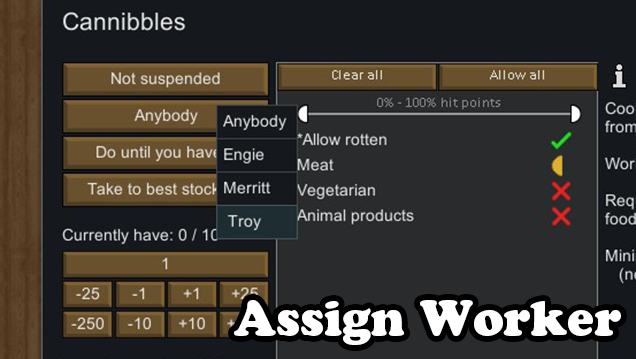 Cannibbles
Not suspended
Clear all
Allow all
Anybody
Anybody
0% - 100% hit points
*Allow rotten
Do until you have
Engie
Meat
Take to best stock
Merritt
Vegetarian
Troy
Animal products
Currently have: 0 / 10
1
-25 -1 +1 +25
-250 -10 +10
Assign Worker
Coo
from
Wor
Req
food
Mini
(no